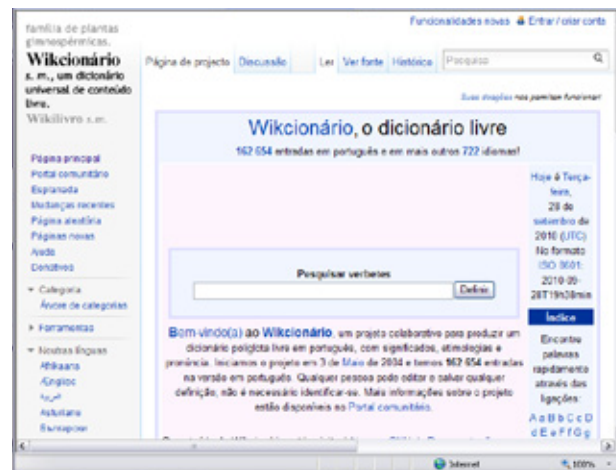 família de plantas
gimnospérmicas.
Wikcionário
s. m., um dicionário
universal de conteúdo
livre.
Wikilivro s.m.
Funcionalidades novas Entrar / criar conta
Página de projecto Discussão Ler Ver fonte Histórico Pesquisa
Suas doações nos permitem funcionar!
Página principal
Portal comunitário
Esplanada
Mudanças recentes
Página aleatória
Páginas novas
Ajuda
Donativos
Categoria
Árvore de categorias
Ferramentas
Noutras línguas
Afrikaans
Ænglisc
العربية
Asturianu
Wikcionário, o dicionário livre
162 654 entradas em português e em mais outros 722 idiomas!
Pesquisar verbetes
Definir
Bem-vindo(a) ao Wikcionário, um projeto colaborativo para produzir um
dicionário poliglota livre em português, com significados, etimologias e
pronúncia. Iniciamos o projeto em 3 de Maio de 2004 e temos 162 654 entradas
na versão em português. Qualquer pessoa pode editar e salvar qualquer
definição, não é necessário identificar-se. Mais informações sobre o projeto
estão disponíveis no Portal comunitário.
Hoje é Terça-
feira,
28 de
setembro de
2010 (UTC)
No formato
ISO 8601:
2010-09-
28T19h38min
Índice
Encontre
palavras
rapidamente
através das
ligações:
A a B b C c D
d E e F f G g
Internet
100%